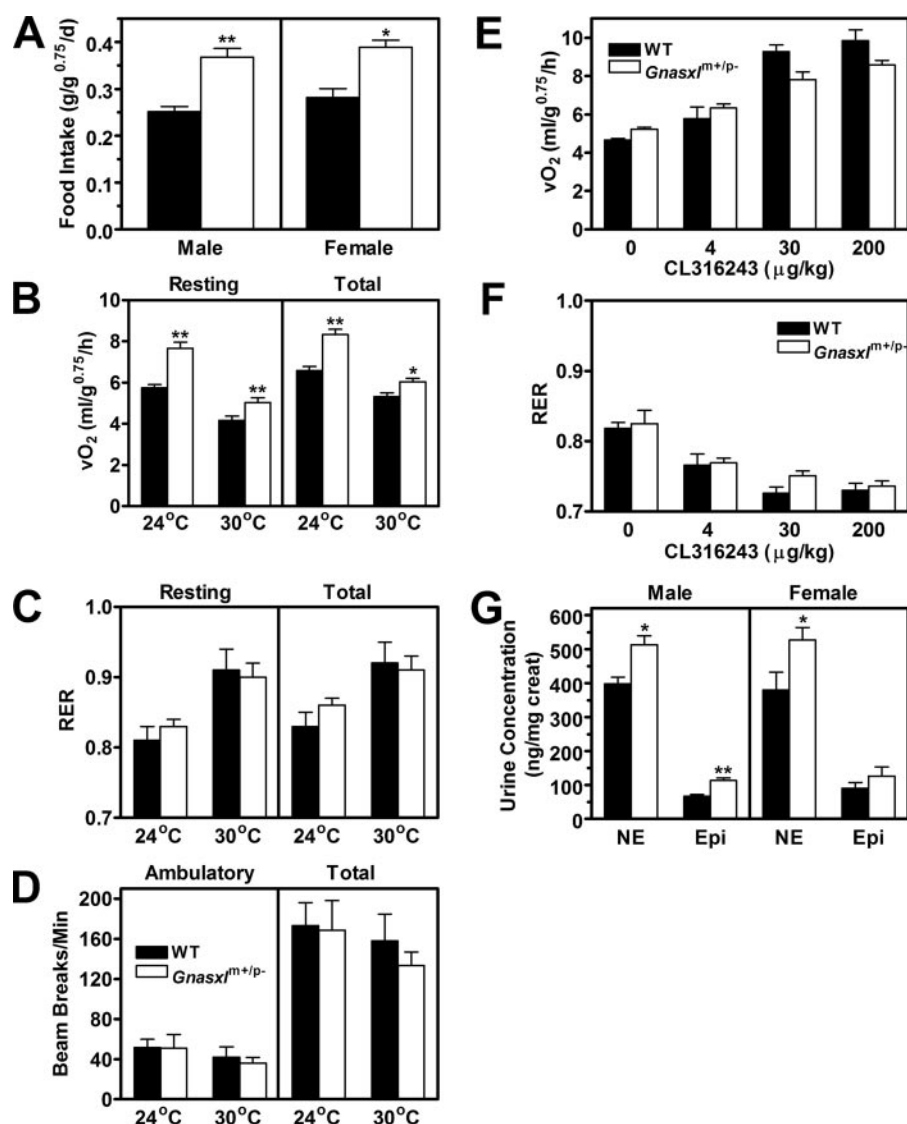 A
Food Intake (g/g^0.75/d)
0.4
0.3
0.2
0.1
0.0
**
*
Male
Female
B
Resting
Total
vO2 (ml/g^0.75/h)
10
8
6
4
2
0
**
**
**
*
24°C
30°C
24°C
30°C
C
Resting
Total
RER
1.0
0.9
0.8
0.7
24°C
30°C
24°C
30°C
D
Ambulatory
Total
Beam Breaks/Min
200
160
120
80
40
0
WT
Gnasxl^m+/p-
24°C
30°C
24°C
30°C
E
vO2 (ml/g^0.75/h)
10
8
6
4
2
0
WT
Gnasxl^m+/p-
0
4
30
200
CL316243 (μg/kg)
F
RER
1.0
0.9
0.8
0.7
WT
Gnasxl^m+/p-
0
4
30
200
CL316243 (μg/kg)
G
Male
Female
Urine Concentration
(ng/mg creat)
600
500
400
300
200
100
0
*
**
*
NE
Epi
NE
Epi